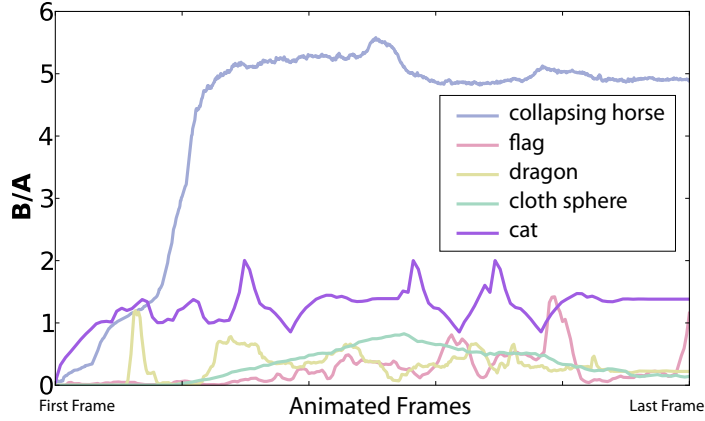 6
5
4
3
2
1
0
B/A
collapsing horse
flag
dragon
cloth sphere
cat
First Frame
Animated Frames
Last Frame